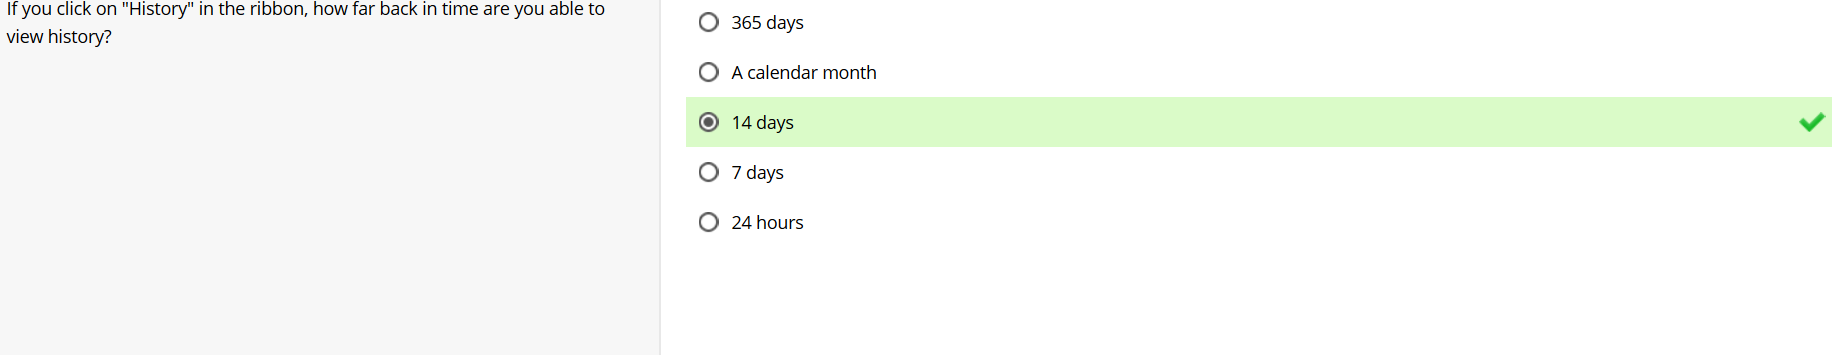 If you click on "History" in the ribbon, how far back in time are you able to
view history?
365 days
A calendar month
14 days
7 days
24 hours